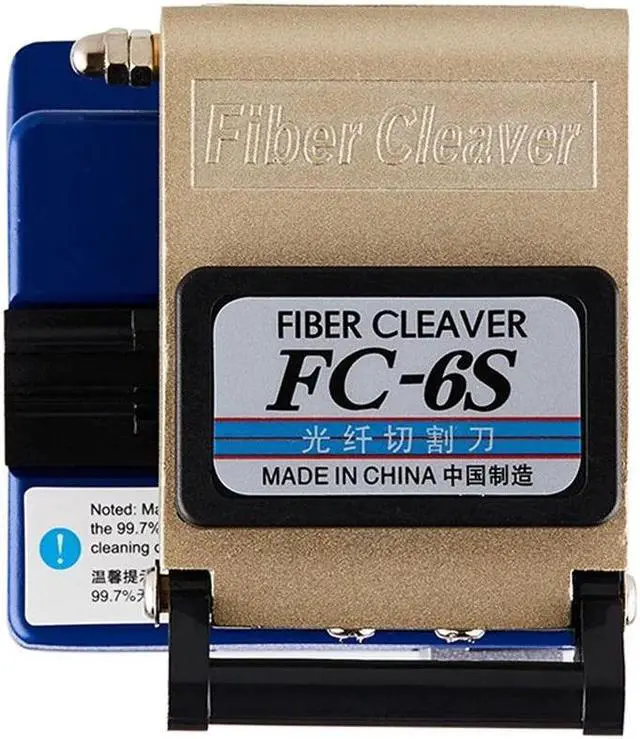 Fiber Cleaver
FIBER CLEAVER
FC-6S
光纤切割刀
MADE IN CHINA 中国制造
Noted:
the 99.7%
cleaning
温馨提示
99.7%